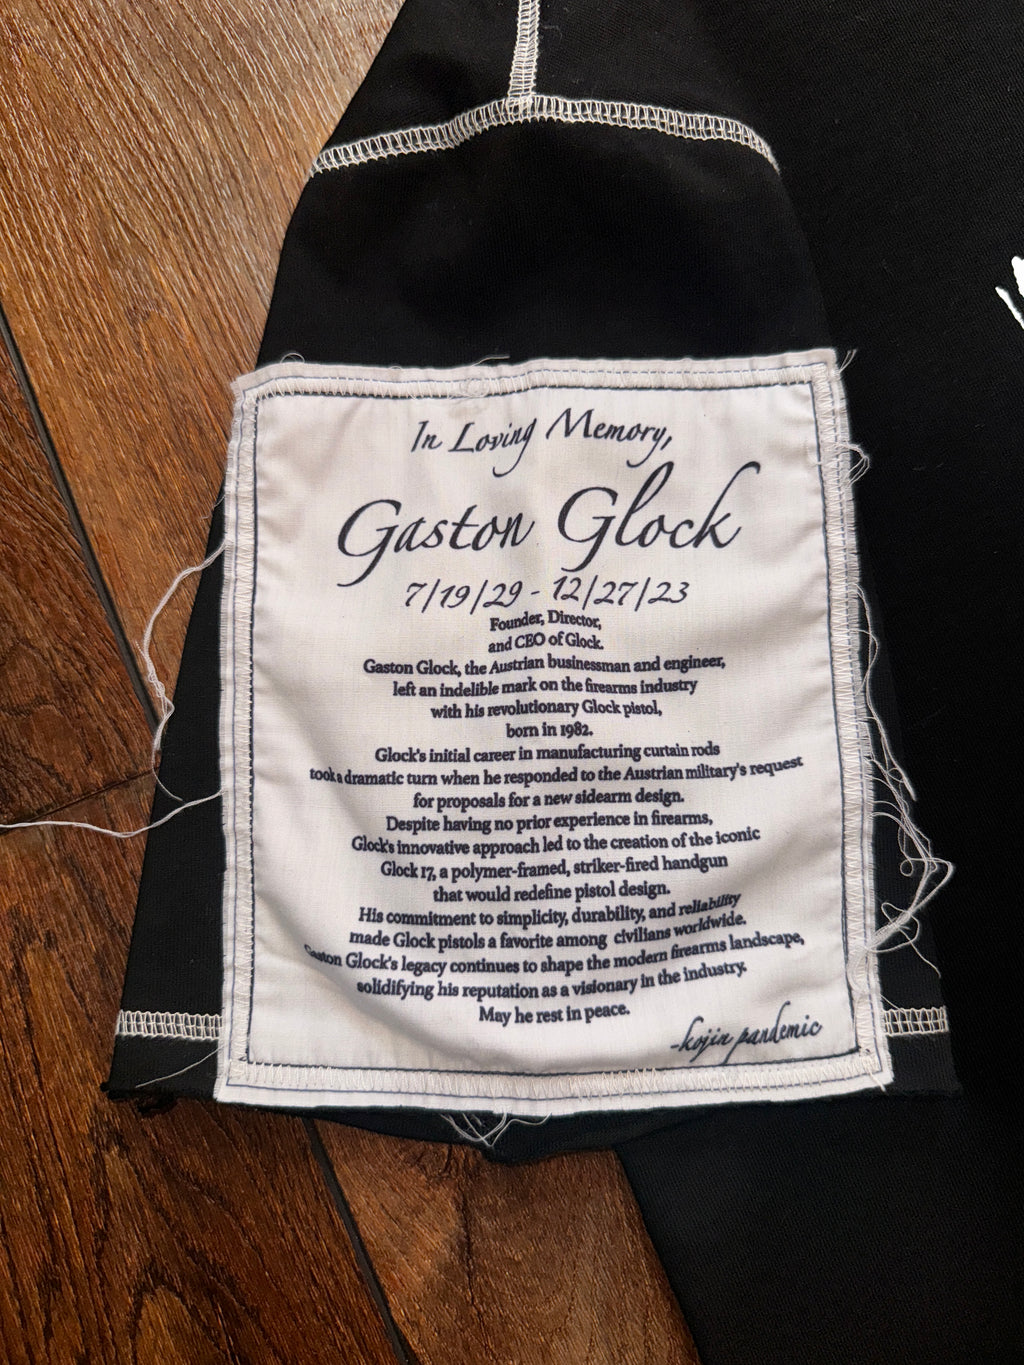 In Loving Memory,
Gaston Glock
7/19/29 - 12/27/23
Founder, Director,
and CEO of Glock.
Gaston Glock, the Austrian businessman and engineer,
left an indelible mark on the firearms industry
with his revolutionary Glock pistol,
born in 1982.
Glock's initial career in manufacturing curtain rods
took a dramatic turn when he responded to the Austrian military's request
for proposals for a new sidearm design.
Despite having no prior experience in firearms,
Glock's innovative approach led to the creation of the iconic
Glock 17, a polymer-framed, striker-fired handgun
that would redefine pistol design.
His commitment to simplicity, durability, and reliability
made Glock pistols a favorite among civilians worldwide.
Gaston Glock's legacy continues to shape the modern firearms landscape,
solidifying his reputation as a visionary in the industry.
May he rest in peace.
-kojin pandemic